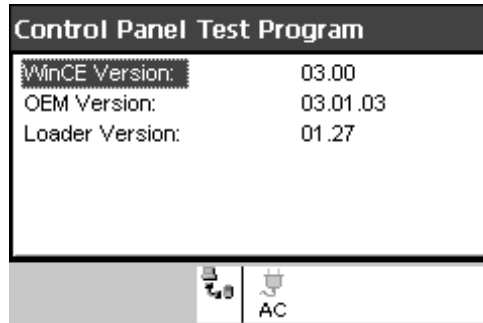 Control Panel Test Program
WinCE Version: 03.00
OEM Version: 03.01.03
Loader Version: 01.27
AC